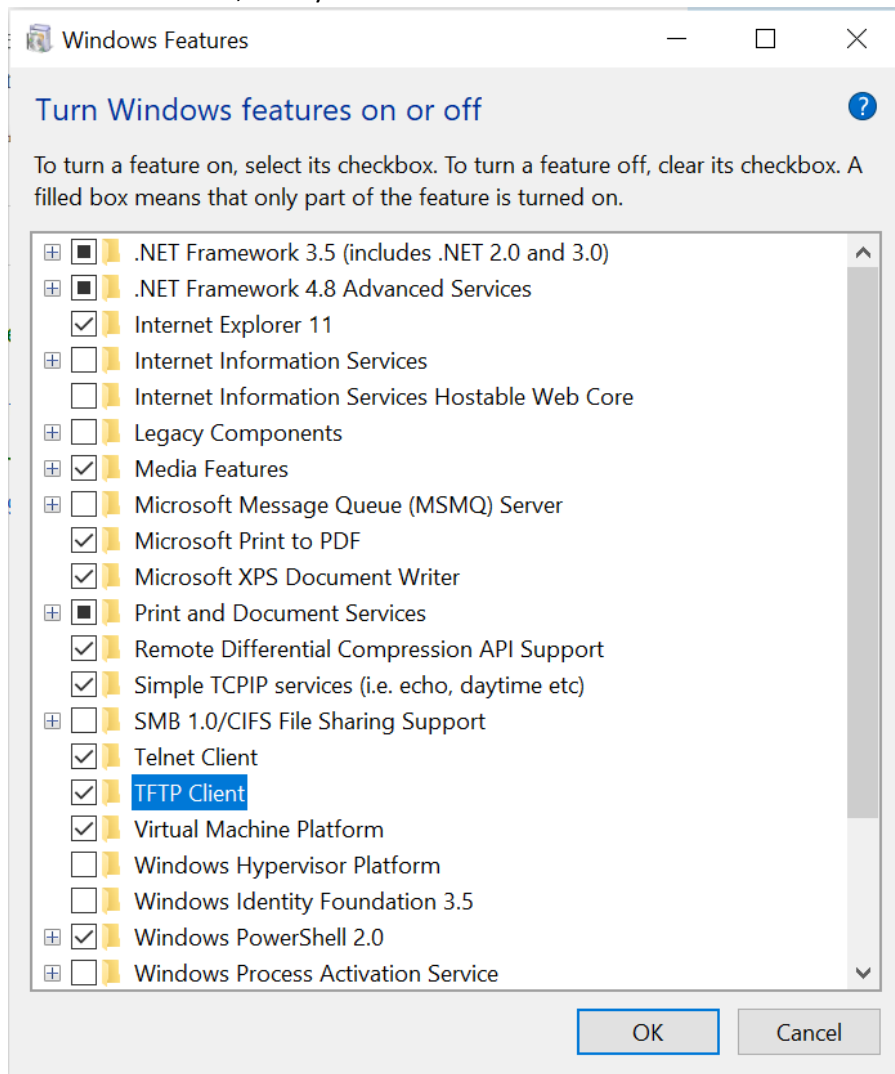 Windows Features
Turn Windows features on or off
?
To turn a feature on, select its checkbox. To turn a feature off, clear its checkbox. A
filled box means that only part of the feature is turned on.
.NET Framework 3.5 (includes .NET 2.0 and 3.0)
.NET Framework 4.8 Advanced Services
Internet Explorer 11
Internet Information Services
Internet Information Services Hostable Web Core
Legacy Components
Media Features
Microsoft Message Queue (MSMQ) Server
Microsoft Print to PDF
Microsoft XPS Document Writer
Print and Document Services
Remote Differential Compression API Support
Simple TCPIP services (i.e. echo, daytime etc)
SMB 1.0/CIFS File Sharing Support
Telnet Client
TFTP Client
Virtual Machine Platform
Windows Hypervisor Platform
Windows Identity Foundation 3.5
Windows PowerShell 2.0
Windows Process Activation Service
OK Cancel